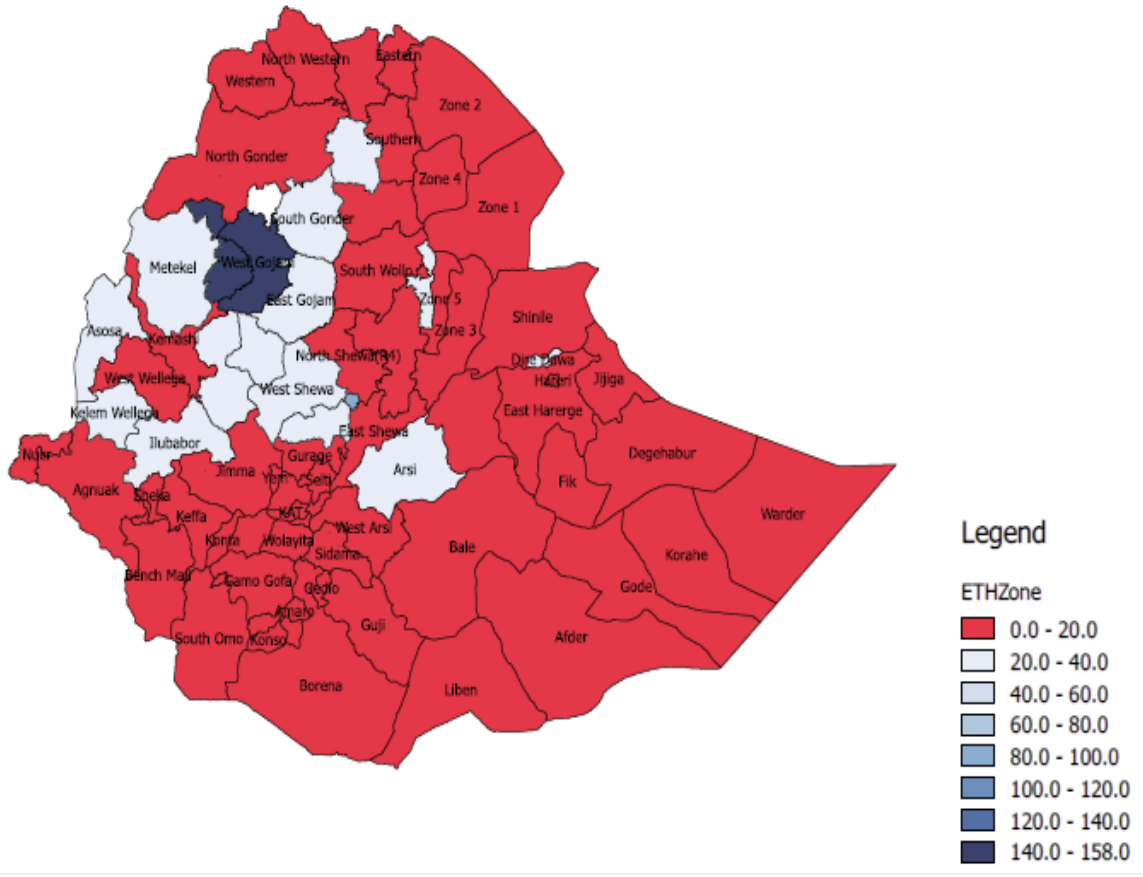 North Western
Eastern
Western
Zone 2
Southern
North Gonder
Zone 4
Zone 1
South Gonder
West Gojam
Metekel
South Wollo
East Gojam
Zone 5
Asosa
Shinile
Zone 3
Kemashi
North Shewa(R4)
Dire Dawa
West Wellega
Hareri
Jijiga
West Shewa
Kelem Wellega
East Harerge
East Shewa
Ilubabor
Nuer
Gurage
Degehabur
Jimma
Yem
Selti
Arsi
Fik
Agnuak
Sheka
Keffa
KAT
Warder
West Arsi
Konta
Wolayita
Sidama
Bale
Korahe
Bench Maji
Gamo Gofa
Gedio
Gode
Amaro
Guji
South Omo
Konso
Afder
Borena
Liben
Legend
ETHZone
0.0 - 20.0
20.0 - 40.0
40.0 - 60.0
60.0 - 80.0
80.0 - 100.0
100.0 - 120.0
120.0 - 140.0
140.0 - 158.0